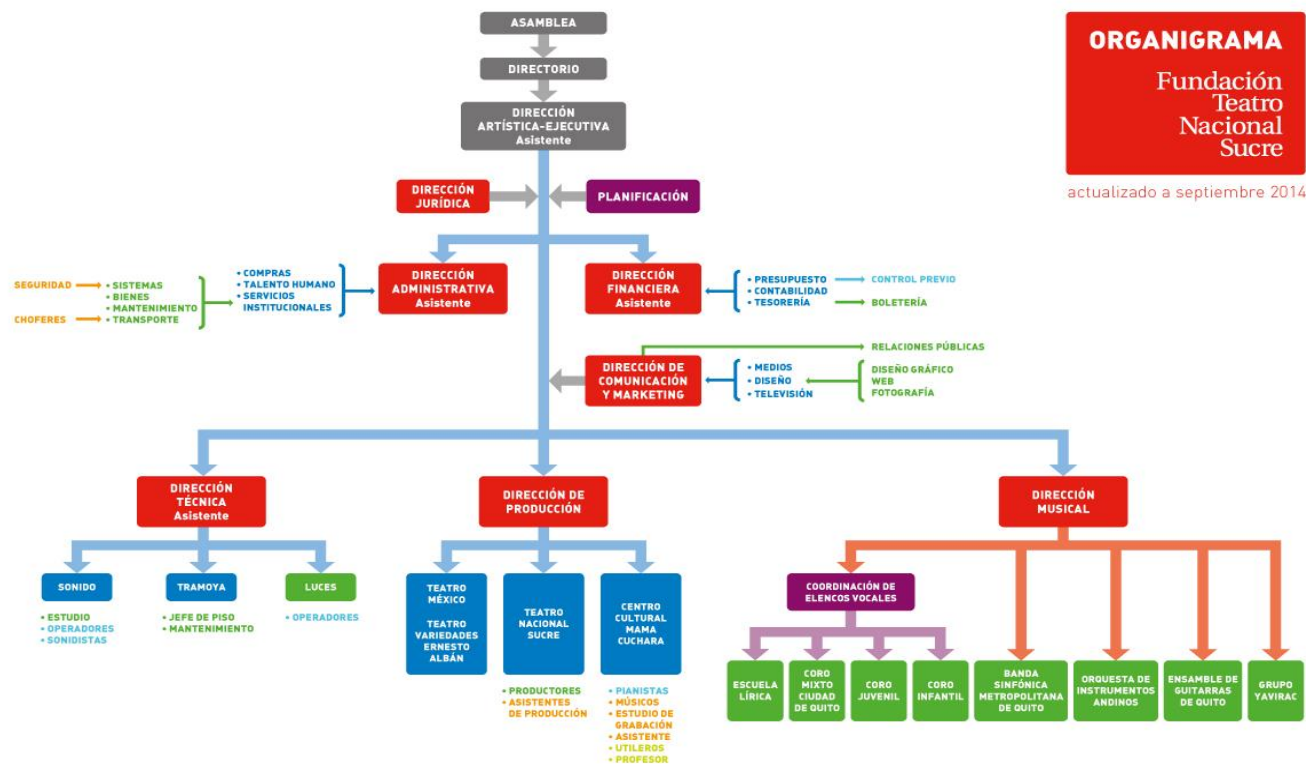 ORGANIGRAMA
Fundación
Teatro
Nacional
Sucre
actualizado a septiembre 2014
ASAMBLEA
DIRECTORIO
DIRECCIÓN
ARTÍSTICA-EJECUTIVA
Asistente
DIRECCIÓN
JURÍDICA
PLANIFICACIÓN
SEGURIDAD
CHOFERES
• SISTEMAS
• BIENES
• MANTENIMIENTO
• TRANSPORTE
• COMPRAS
• TALENTO HUMANO
• SERVICIOS
INSTITUCIONALES
DIRECCIÓN
ADMINISTRATIVA
Asistente
DIRECCIÓN
FINANCIERA
Asistente
• PRESUPUESTO
• CONTABILIDAD
• TESORERÍA
CONTROL PREVIO
BOLETERÍA
RELACIONES PÚBLICAS
DIRECCIÓN DE
COMUNICACIÓN
Y MARKETING
• MEDIOS
• DISEÑO
• TELEVISIÓN
DISEÑO GRÁFICO
WEB
FOTOGRAFÍA
DIRECCIÓN
TÉCNICA
Asistente
SONIDO
• ESTUDIO
• OPERADORES
• SONIDISTAS
TRAMOYA
• JEFE DE PISO
• MANTENIMIENTO
LUCES
• OPERADORES
DIRECCIÓN DE
PRODUCCIÓN
TEATRO
MÉXICO
TEATRO
VARIEDADES
ERNESTO
ALBÁN
TEATRO
NACIONAL
SUCRE
• PRODUCTORES
• ASISTENTES
DE PRODUCCIÓN
CENTRO
CULTURAL
MAMA
CUCHARA
• PIANISTAS
• MÚSICOS
• ESTUDIO DE
GRABACIÓN
• ASISTENTE
• UTILEROS
• PROFESOR
DIRECCIÓN
MUSICAL
COORDINACIÓN DE
ELENCOS VOCALES
ESCUELA
LÍRICA
CORO
MIXTO
CIUDAD
DE QUITO
CORO
JUVENIL
CORO
INFANTIL
BANDA
SINFÓNICA
METROPOLITANA
DE QUITO
ORQUESTA DE
INSTRUMENTOS
ANDINOS
ENSAMBLE DE
GUITARRAS
DE QUITO
GRUPO
YAVIRAC